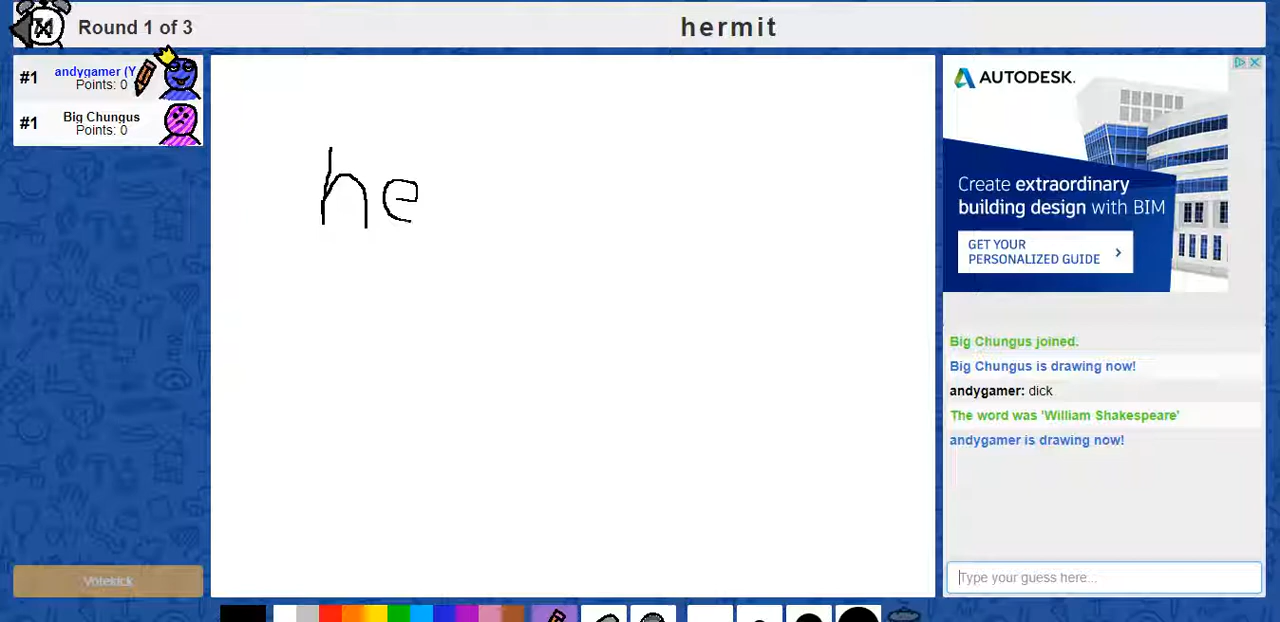 Round 1 of 3
hermit
#1
andygamer (Y
Points: 0
#1
Big Chungus
Points: 0
he
AUTODESK.
Create extraordinary
building design with BIM
GET YOUR
PERSONALIZED GUIDE
Big Chungus joined.
Big Chungus is drawing now!
andygamer: dick
The word was 'William Shakespeare'
andygamer is drawing now!
Votekick
Type your guess here...